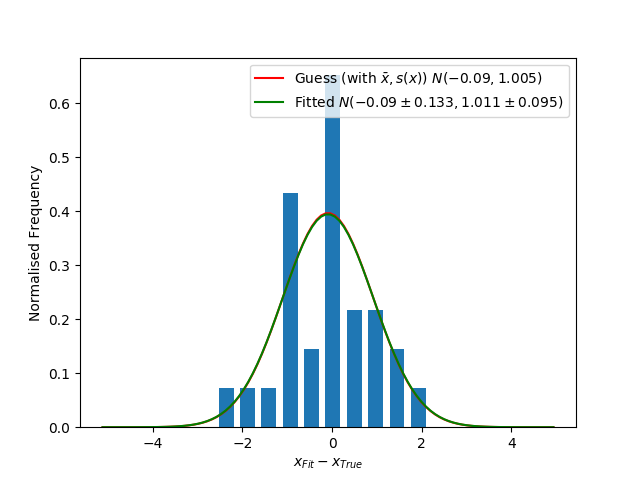 Guess (with x̄, s(x)) N(−0.09, 1.005)
Fitted N(−0.09 ± 0.133, 1.011 ± 0.095)
Normalised Frequency
0.6
0.5
0.4
0.3
0.2
0.1
0.0
−4 −2 0 2 4
x_Fit − x_True